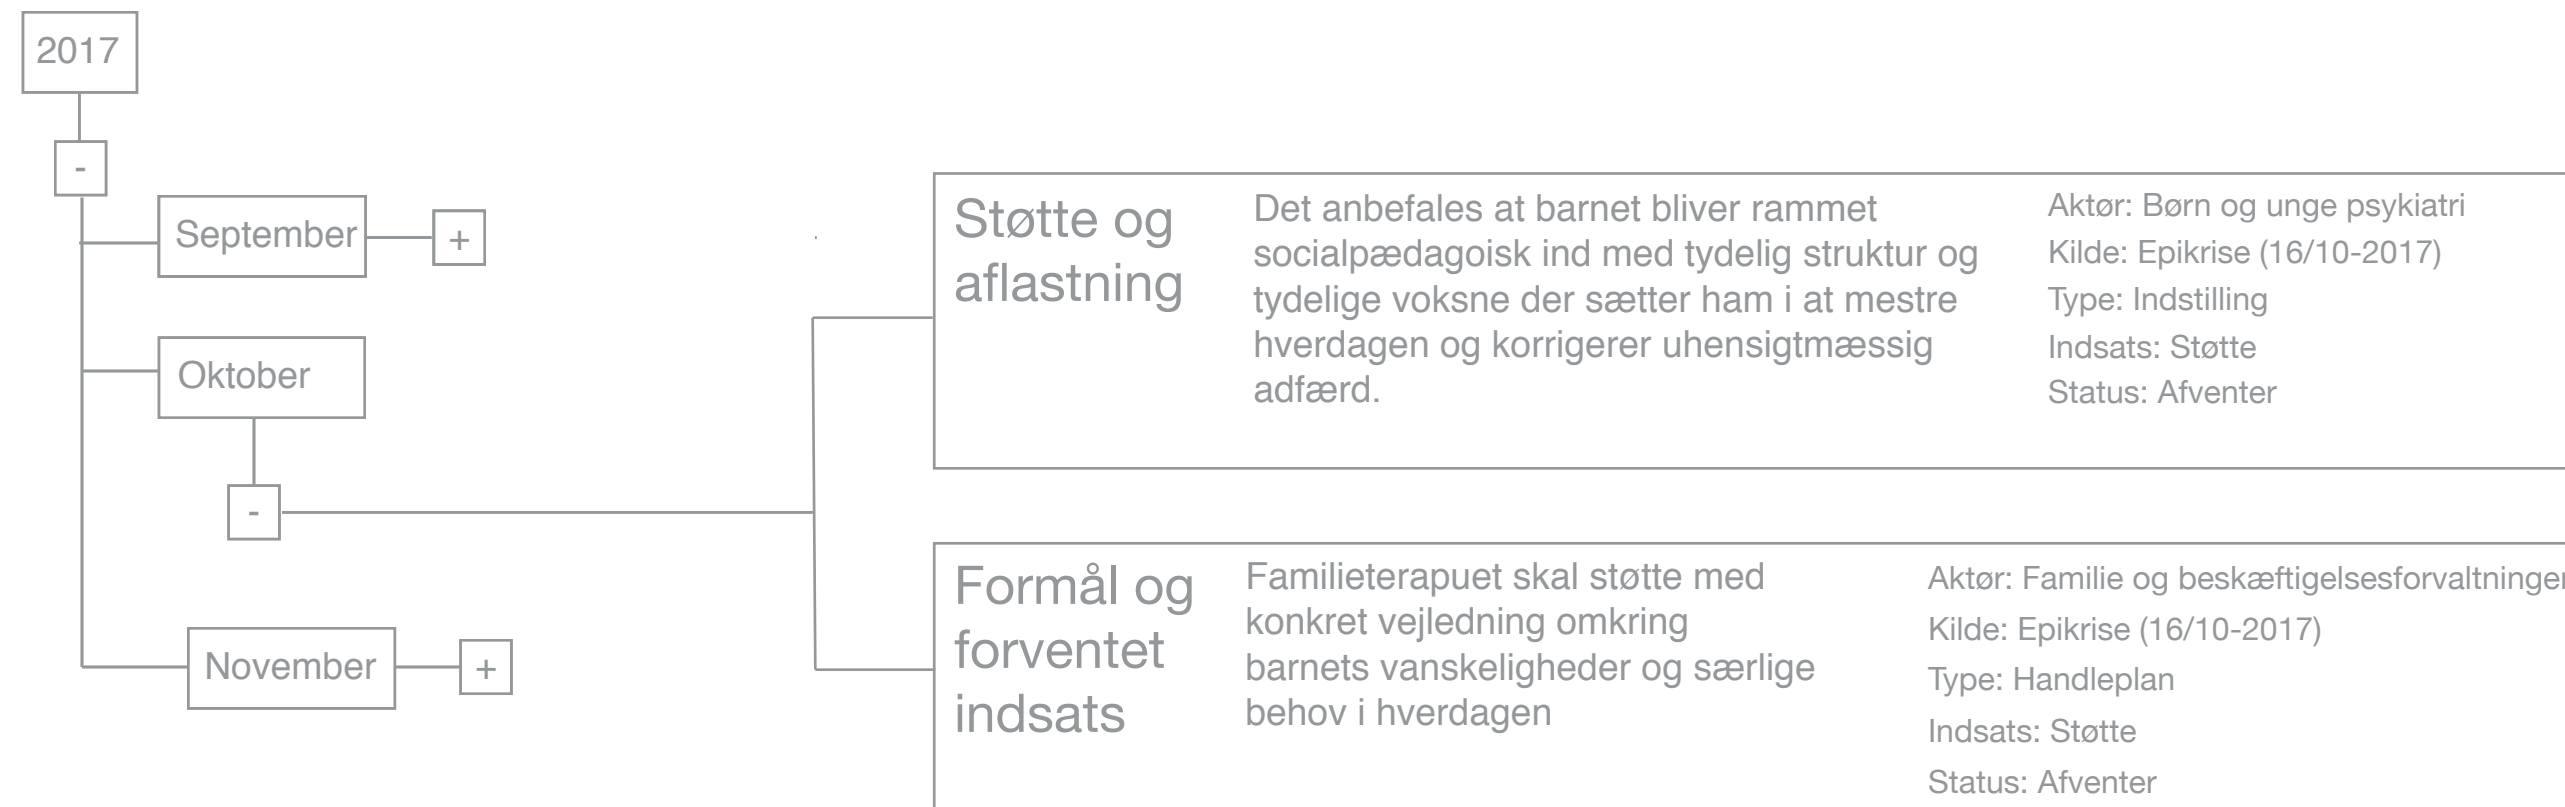 2017
-
September
+
Oktober
-
November
+
Støtte og
aflastning
Det anbefales at barnet bliver rammet
socialpædagoisk ind med tydelig struktur og
tydelige voksne der sætter ham i at mestre
hverdagen og korrigerer uhensigtmæssig
adfærd.
Aktør: Børn og unge psykiatri
Kilde: Epikrise (16/10-2017)
Type: Indstilling
Indsats: Støtte
Status: Afventer
Formål og
forventet
indsats
Familieterapuet skal støtte med
konkret vejledning omkring
barnets vanskeligheder og særlige
behov i hverdagen
Aktør: Familie og beskæftigelsesforvaltningen
Kilde: Epikrise (16/10-2017)
Type: Handleplan
Indsats: Støtte
Status: Afventer